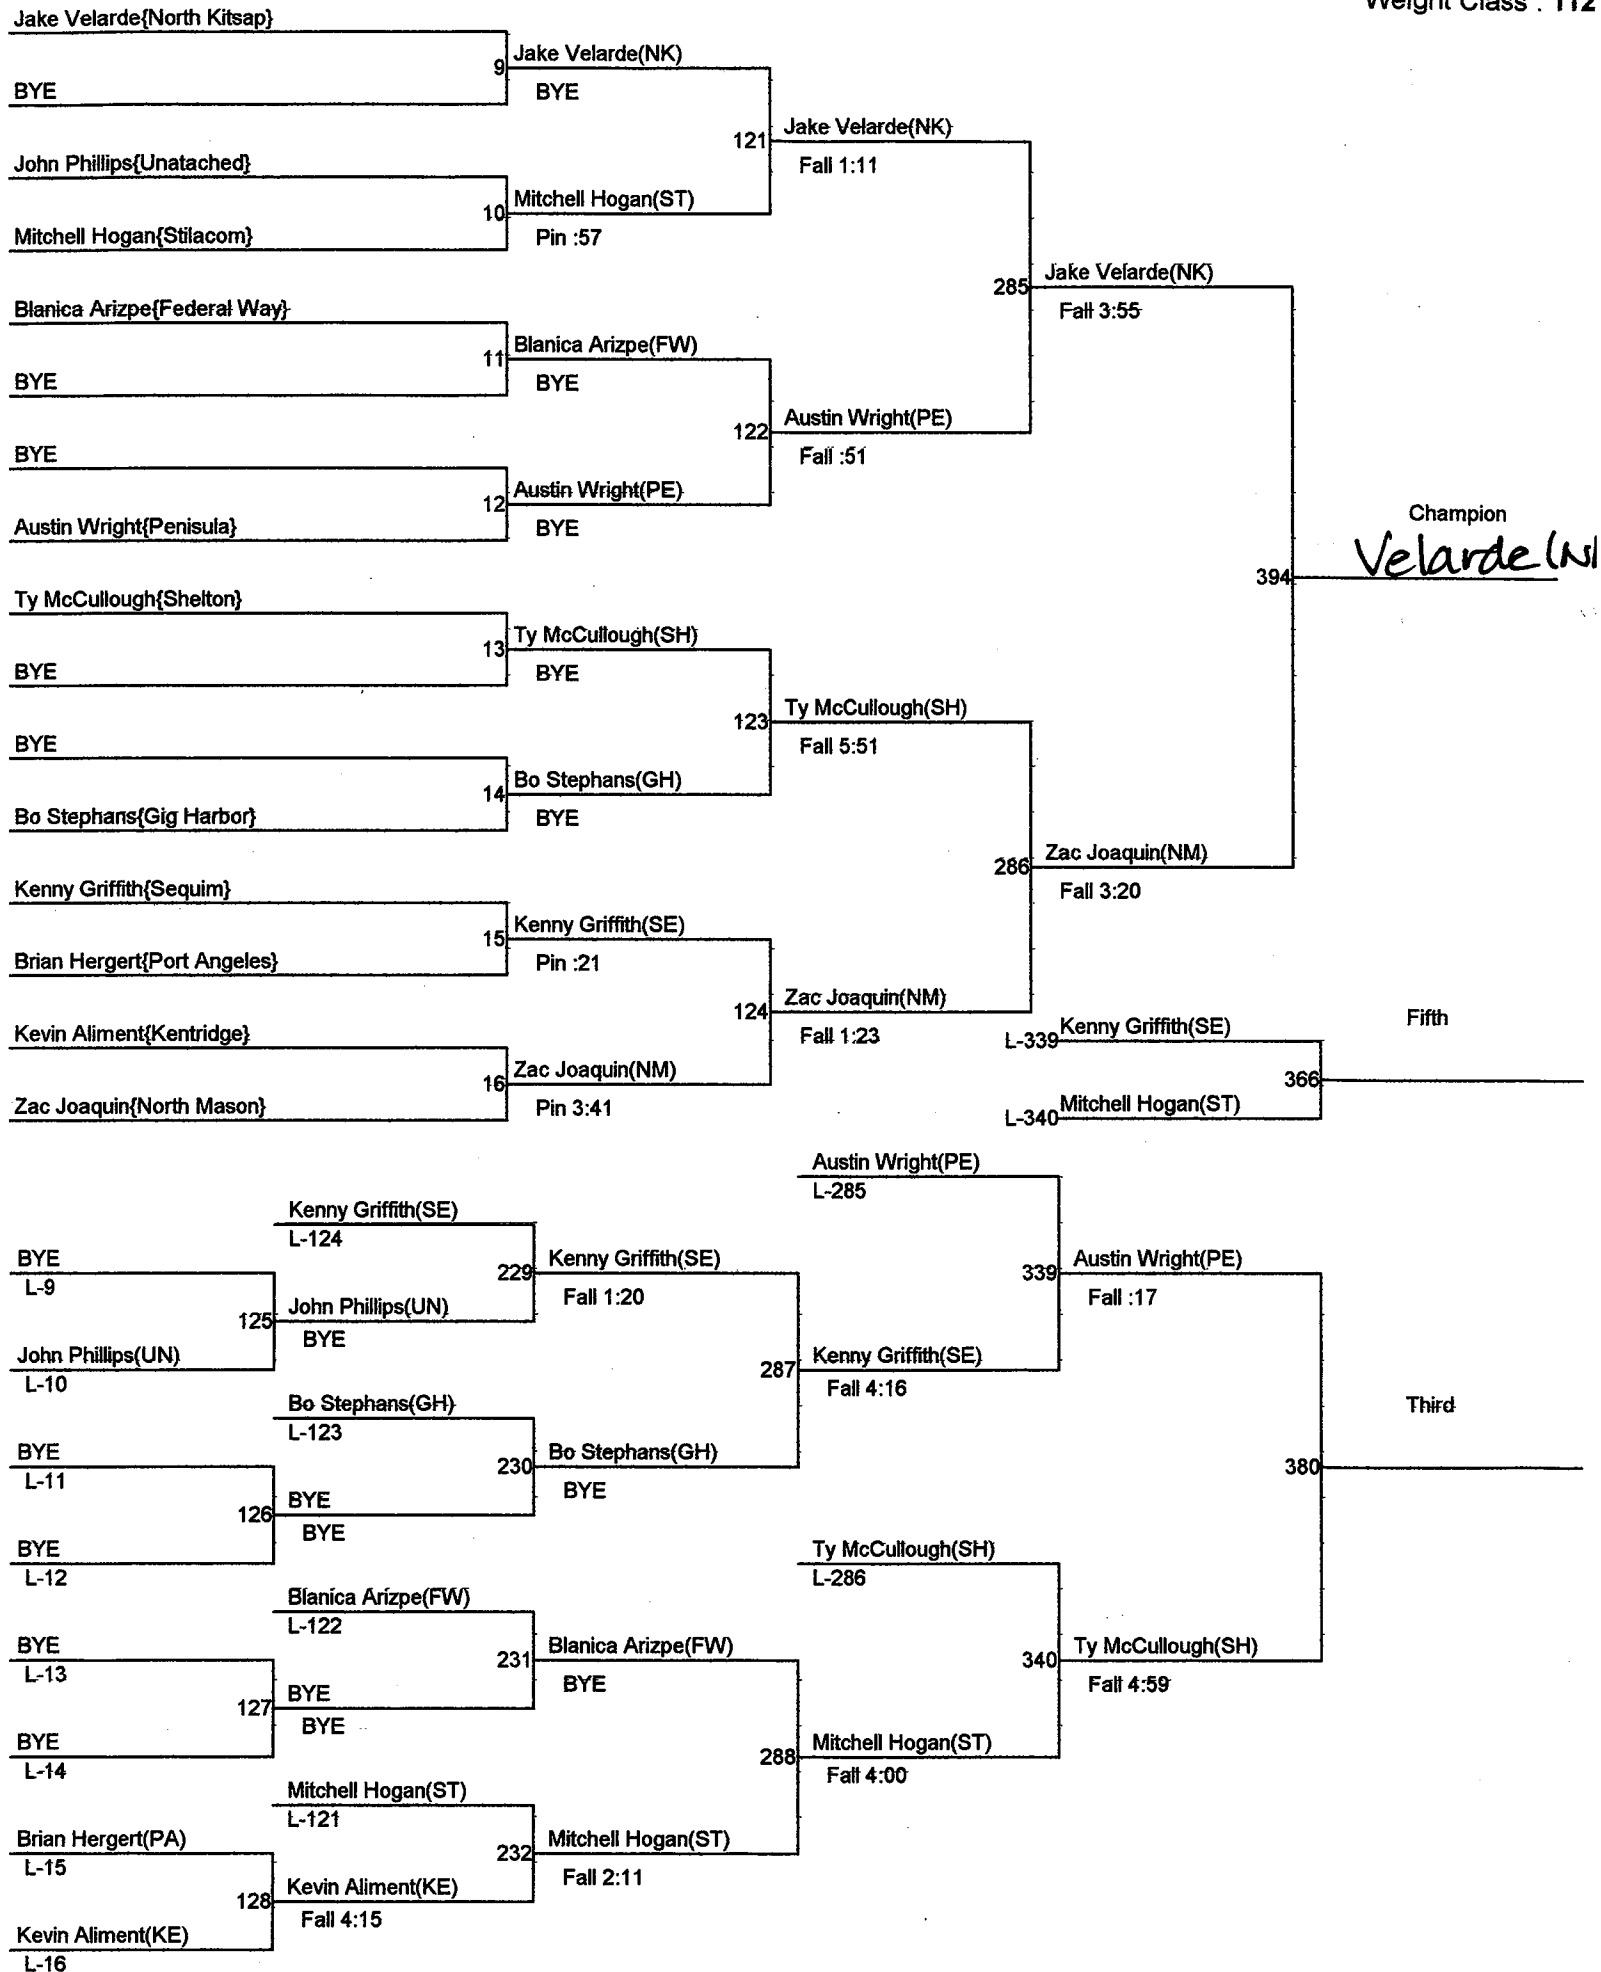 Weight Class : 112
Jake Velarde{North Kitsap}
9
Jake Velarde(NK)
BYE
BYE
121
Jake Velarde(NK)
Fall 1:11
John Phillips{Unatached}
10
Mitchell Hogan(ST)
Mitchell Hogan{Stilacom}
Pin :57
285
Jake Velarde(NK)
Fall 3:55
Blanica Arizpe{Federal Way}
11
Blanica Arizpe(FW)
BYE
BYE
122
Austin Wright(PE)
Fall :51
BYE
12
Austin Wright(PE)
Austin Wright{Penisula}
BYE
Champion
394
Velarde
Ty McCullough{Shelton}
13
Ty McCullough(SH)
BYE
BYE
123
Ty McCullough(SH)
Fall 5:51
BYE
14
Bo Stephans(GH)
Bo Stephans{Gig Harbor}
BYE
286
Zac Joaquin(NM)
Fall 3:20
Kenny Griffith{Sequim}
15
Kenny Griffith(SE)
Brian Hergert{Port Angeles}
Pin :21
124
Zac Joaquin(NM)
Fall 1:23
Kevin Aliment{Kentridge}
16
Zac Joaquin(NM)
Zac Joaquin{North Mason}
Pin 3:41
Fifth
L-339
Kenny Griffith(SE)
366
L-340
Mitchell Hogan(ST)
Austin Wright(PE)
L-285
Kenny Griffith(SE)
L-124
BYE
L-9
229
Kenny Griffith(SE)
Fall 1:20
339
Austin Wright(PE)
Fall :17
125
John Phillips(UN)
BYE
John Phillips(UN)
L-10
287
Kenny Griffith(SE)
Fall 4:16
Bo Stephans(GH)
L-123
Third
BYE
L-11
230
Bo Stephans(GH)
BYE
380
126
BYE
BYE
BYE
L-12
Ty McCullough(SH)
L-286
Blanica Arizpe(FW)
L-122
BYE
L-13
231
Blanica Arizpe(FW)
BYE
340
Ty McCullough(SH)
Fall 4:59
127
BYE
BYE
BYE
L-14
288
Mitchell Hogan(ST)
Fall 4:00
Mitchell Hogan(ST)
L-121
Brian Hergert(PA)
L-15
232
Mitchell Hogan(ST)
Fall 2:11
128
Kevin Aliment(KE)
Fall 4:15
Kevin Aliment(KE)
L-16